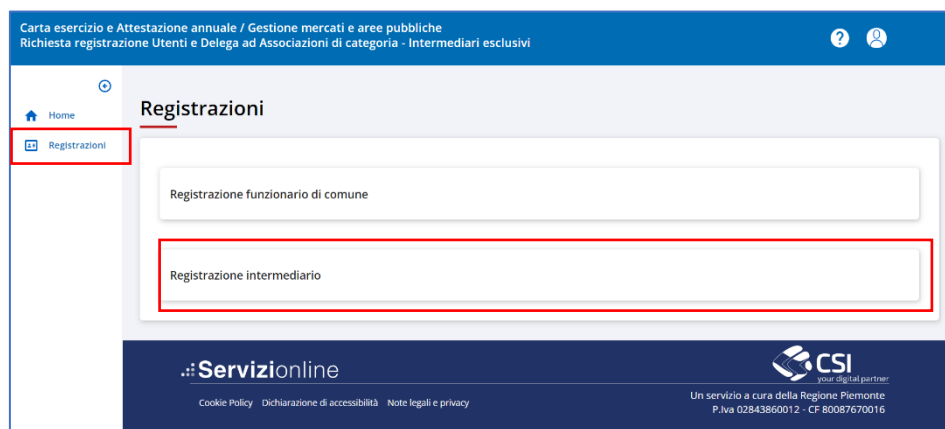 Carta esercizio e Attestazione annuale / Gestione mercati e aree pubbliche
Richiesta registrazione Utenti e Delega ad Associazioni di categoria - Intermediari esclusivi
?
Home
Registrazioni
Registrazioni
Registrazione funzionario di comune
Registrazione intermediario
.:: Servizionline
CSI
your digital partner
Cookie Policy Dichiarazione di accessibilità Note legali e privacy
Un servizio a cura della Regione Piemonte
P.Iva 02843860012 - CF 80087670016